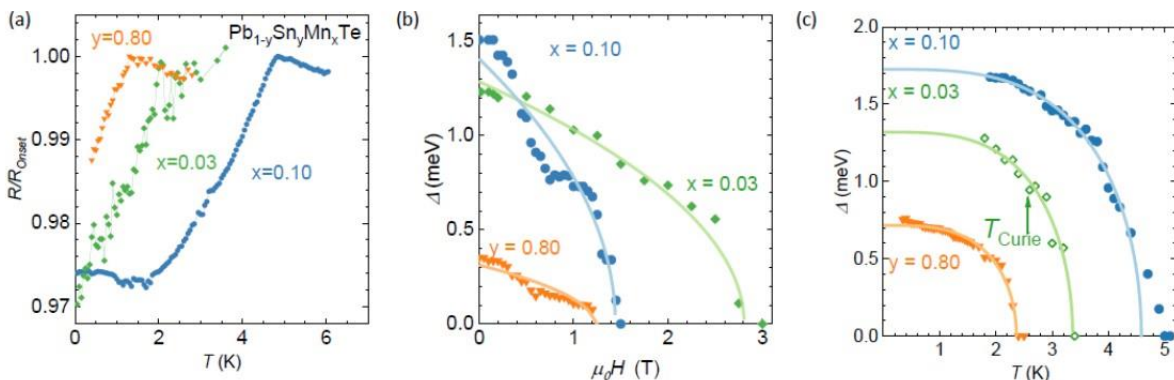 (a)
Pb1-ySnyMnxTe
y=0.80
x=0.03
x=0.10
1.00
0.99
0.98
0.97
R/ROnset
0 2 4 6
T (K)
(b)
x = 0.10
x = 0.03
y = 0.80
1.5
1.0
0.5
0.0
Δ (meV)
0 1 2 3
μ0H (T)
(c)
x = 0.10
x = 0.03
TCurie
y = 0.80
2.0
1.5
1.0
0.5
0.0
Δ (meV)
1 2 3 4 5
T (K)